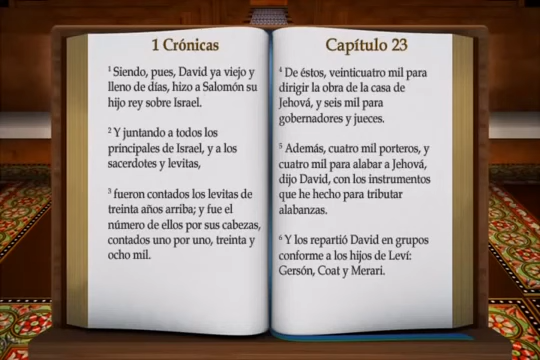 1 Crónicas
1 Siendo, pues, David ya viejo y
lleno de días, hizo a Salomón su
hijo rey sobre Israel.
2 Y juntando a todos los
principales de Israel, y a los
sacerdotes y levitas,
3 fueron contados los levitas de
treinta años arriba; y fue el
número de ellos por sus cabezas,
contados uno por uno, treinta y
ocho mil.
Capítulo 23
4 De éstos, veinticuatro mil para
dirigir la obra de la casa de
Jehová, y seis mil para
gobernadores y jueces.
5 Además, cuatro mil porteros, y
cuatro mil para alabar a Jehová,
dijo David, con los instrumentos
que he hecho para tributar
alabanzas.
6 Y los repartió David en grupos
conforme a los hijos de Leví:
Gersón, Coat y Merari.